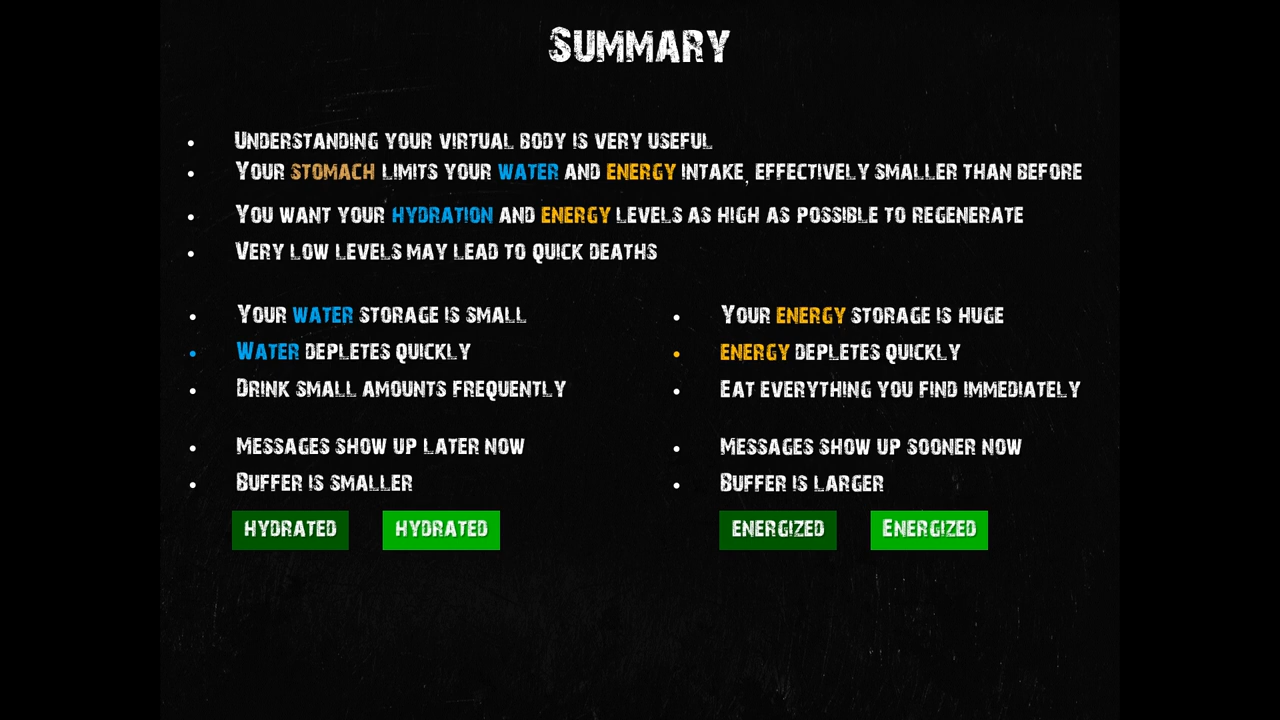 Summary
• Understanding your virtual body is very useful
• Your stomach limits your water and energy intake, effectively smaller than before
• You want your hydration and energy levels as high as possible to regenerate
• Very low levels may lead to quick deaths
• Your water storage is small
• Water depletes quickly
• Drink small amounts frequently
• Messages show up later now
• Buffer is smaller
hydrated Hydrated
• Your energy storage is huge
• energy depletes quickly
• Eat everything you find immediately
• Messages show up sooner now
• Buffer is larger
energized Energized